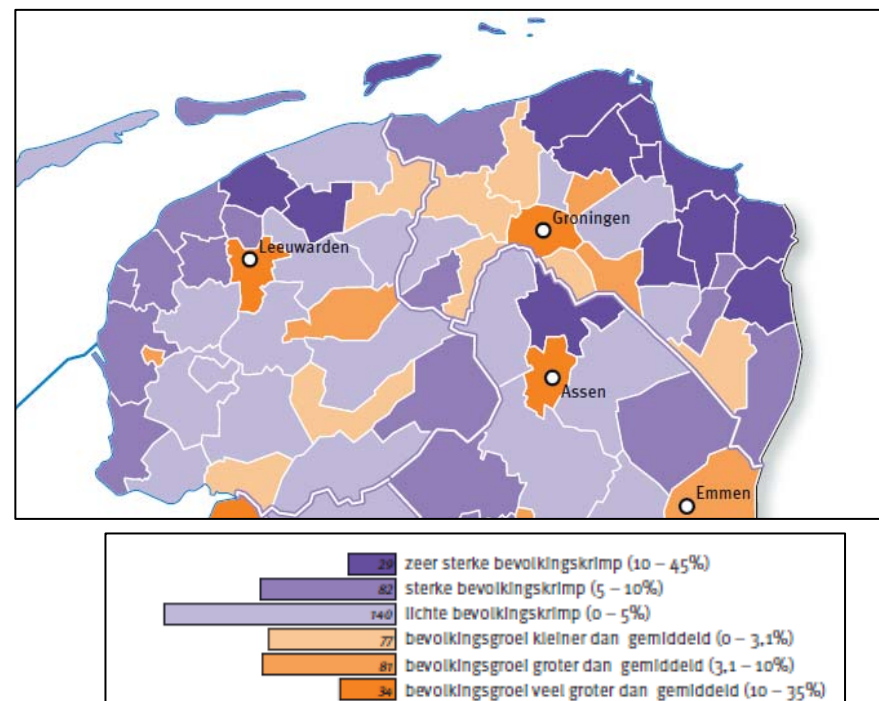 Groningen
Leeuwarden
Assen
Emmen
29 zeer sterke bevolkingskrimp (10 – 45%)
82 sterke bevolkingskrimp (5 – 10%)
140 lichte bevolkingskrimp (0 – 5%)
77 bevolkingsgroei kleiner dan gemiddeld (0 – 3,1%)
81 bevolkingsgroei groter dan gemiddeld (3,1 – 10%)
34 bevolkingsgroei veel groter dan gemiddeld (10 – 35%)